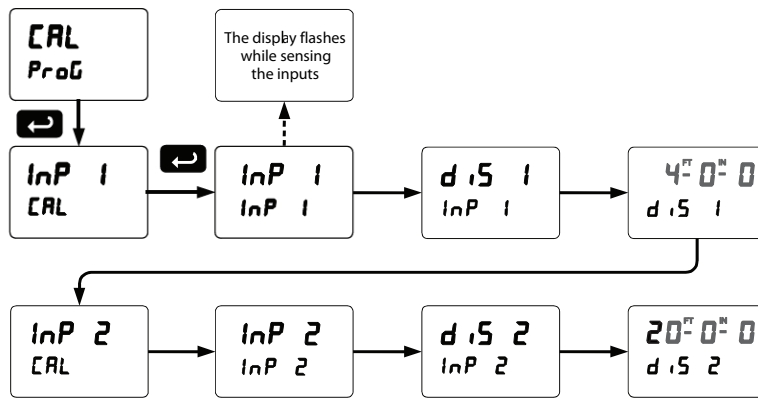 CAL
ProG
The display flashes
while sensing
the inputs
InP 1
CAL
InP 1
InP 1
diS 1
InP 1
4FT-0IN-0
diS 1
InP 2
CAL
InP 2
InP 2
diS 2
InP 2
20FT-0IN-0
diS 2